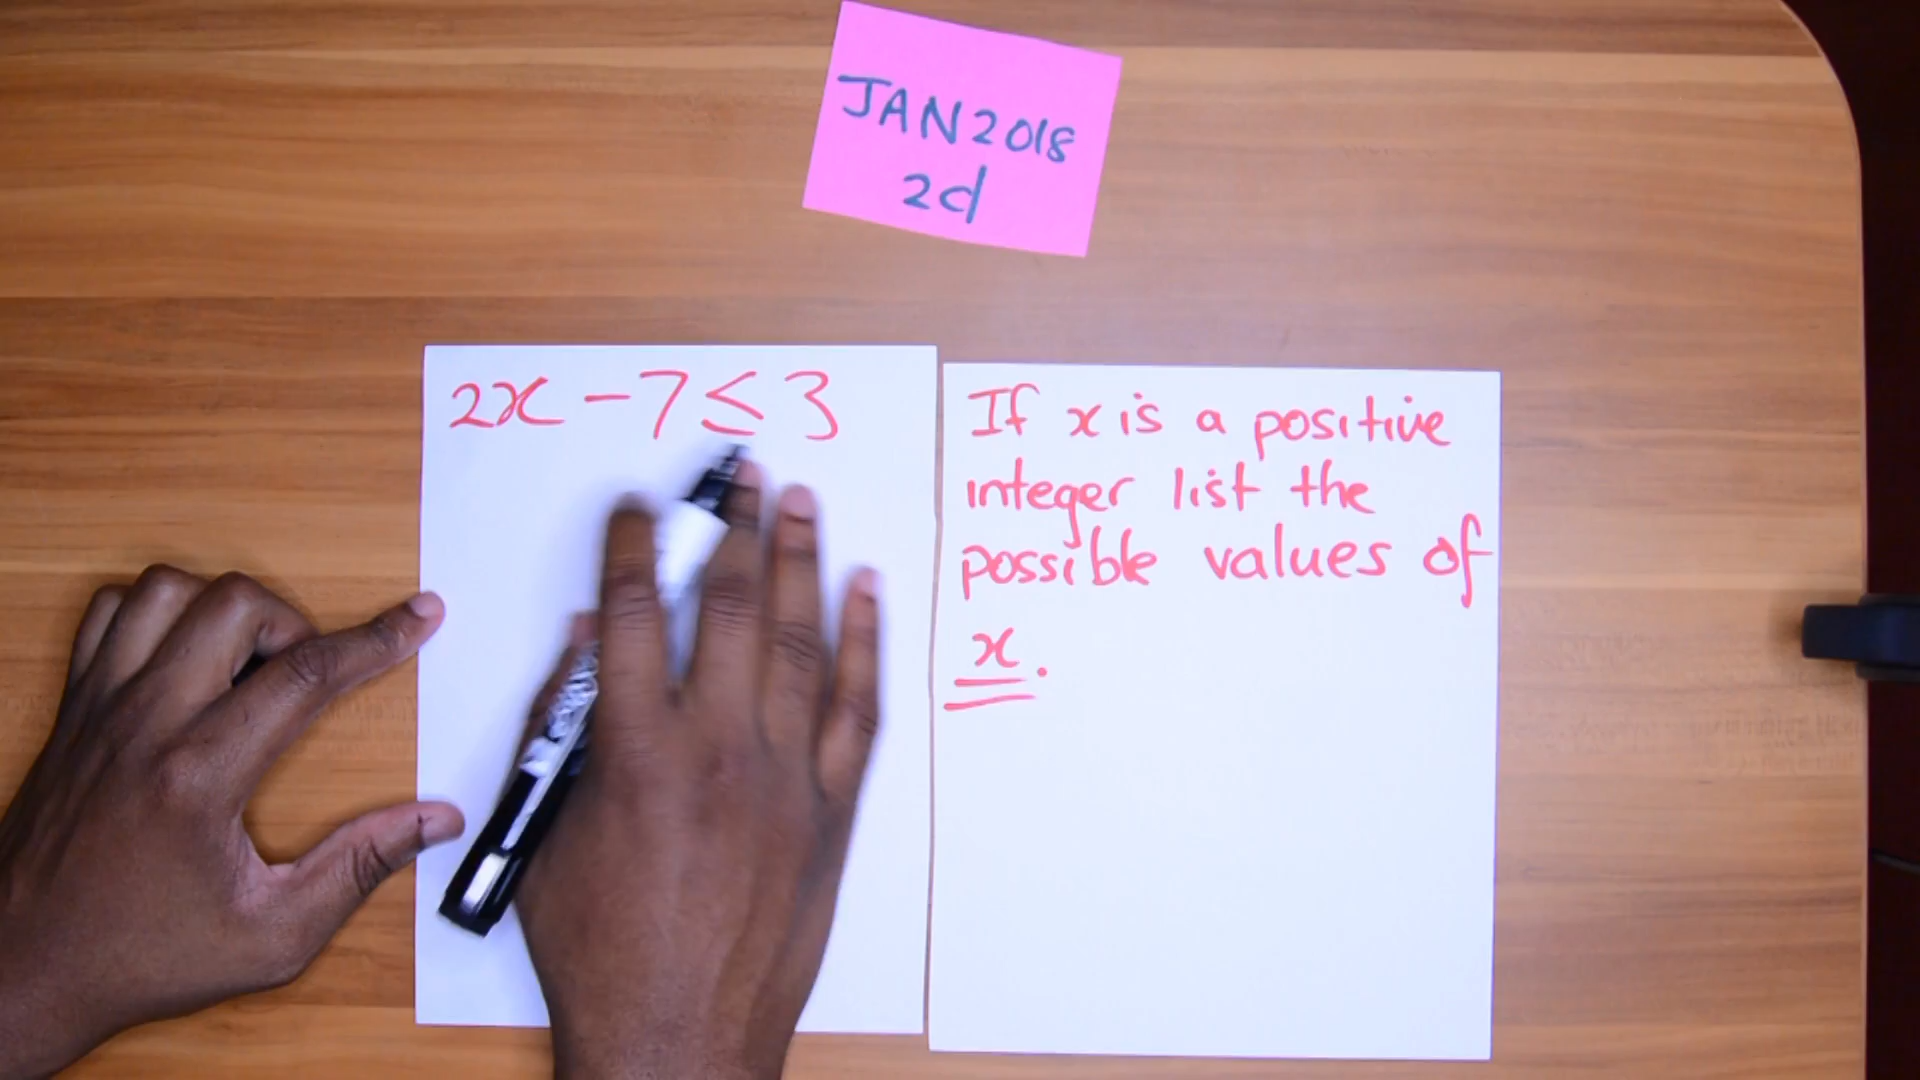 JAN 2018
2d
2x - 7 ≤ 3
If x is a positive
integer list the
possible values of
x.